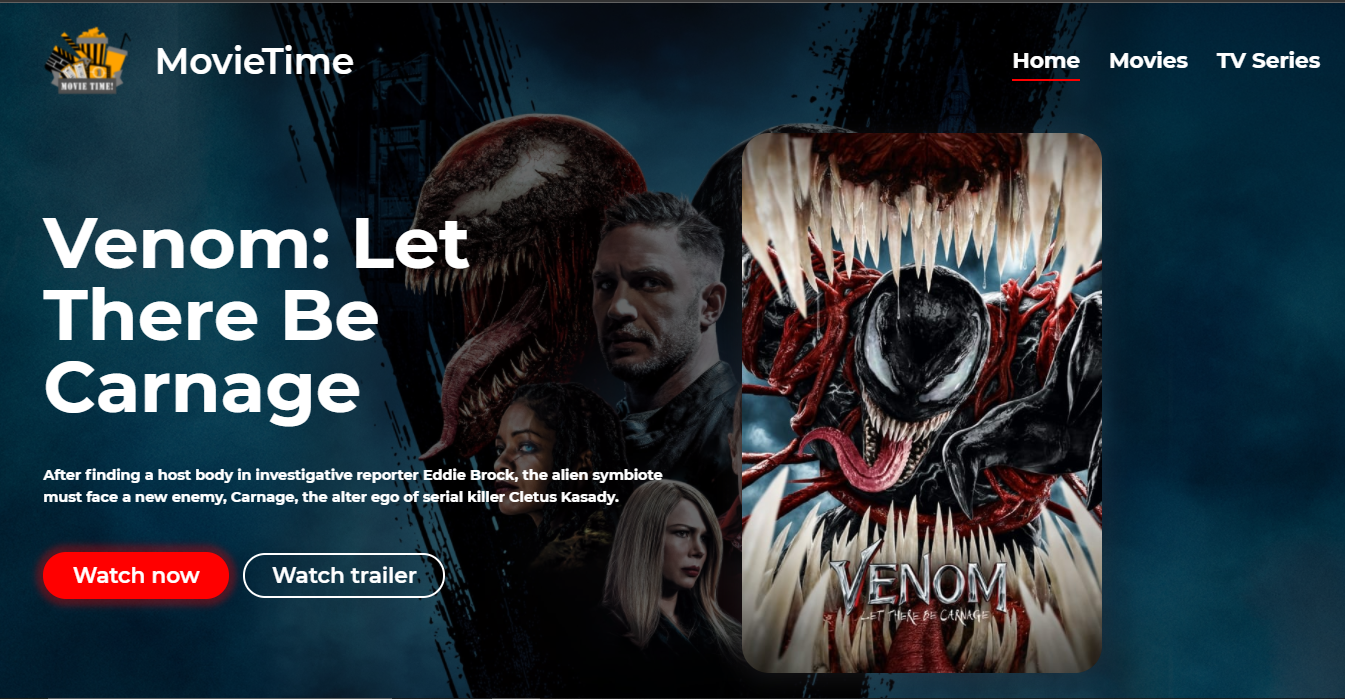 MOVIE TIME!
MovieTime
Home
Movies
TV Series
Venom: Let
There Be
Carnage
After finding a host body in investigative reporter Eddie Brock, the alien symbiote
must face a new enemy, Carnage, the alter ego of serial killer Cletus Kasady.
Watch now
Watch trailer
VENOM
LET THERE BE CARNAGE